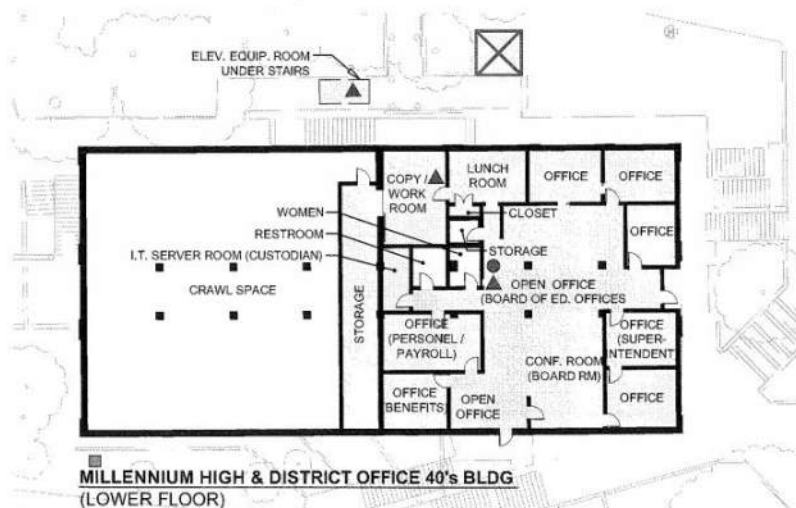 ELEV. EQUIP. ROOM
UNDER STAIRS
COPY /
WORK
ROOM
LUNCH
ROOM
OFFICE
OFFICE
WOMEN
CLOSET
RESTROOM
STORAGE
OFFICE
I.T. SERVER ROOM (CUSTODIAN)
CRAWL SPACE
STORAGE
OPEN OFFICE
(BOARD OF ED. OFFICES
OFFICE
(PERSONEL /
PAYROLL)
OFFICE
(SUPER-
INTENDENT)
CONF. ROOM
(BOARD RM)
OFFICE
BENEFITS)
OPEN
OFFICE
OFFICE
MILLENNIUM HIGH & DISTRICT OFFICE 40's BLDG
(LOWER FLOOR)